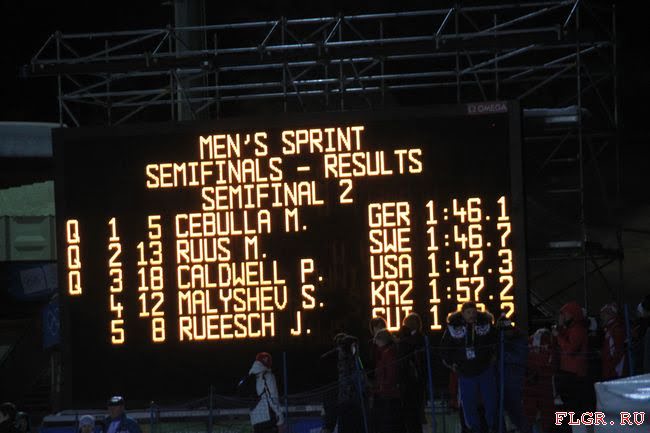 Ω OMEGA
MEN'S SPRINT
SEMIFINALS - RESULTS
SEMIFINAL 2
Q 1 5 CEBULLA M. GER 1:46.1
Q 2 13 RUUS M. SWE 1:46.7
Q 3 18 CALDWELL P. USA 1:47.3
4 12 MALYSHEV S. KAZ 1:57.2
5 8 RUEESCH J.
FLGR.RU